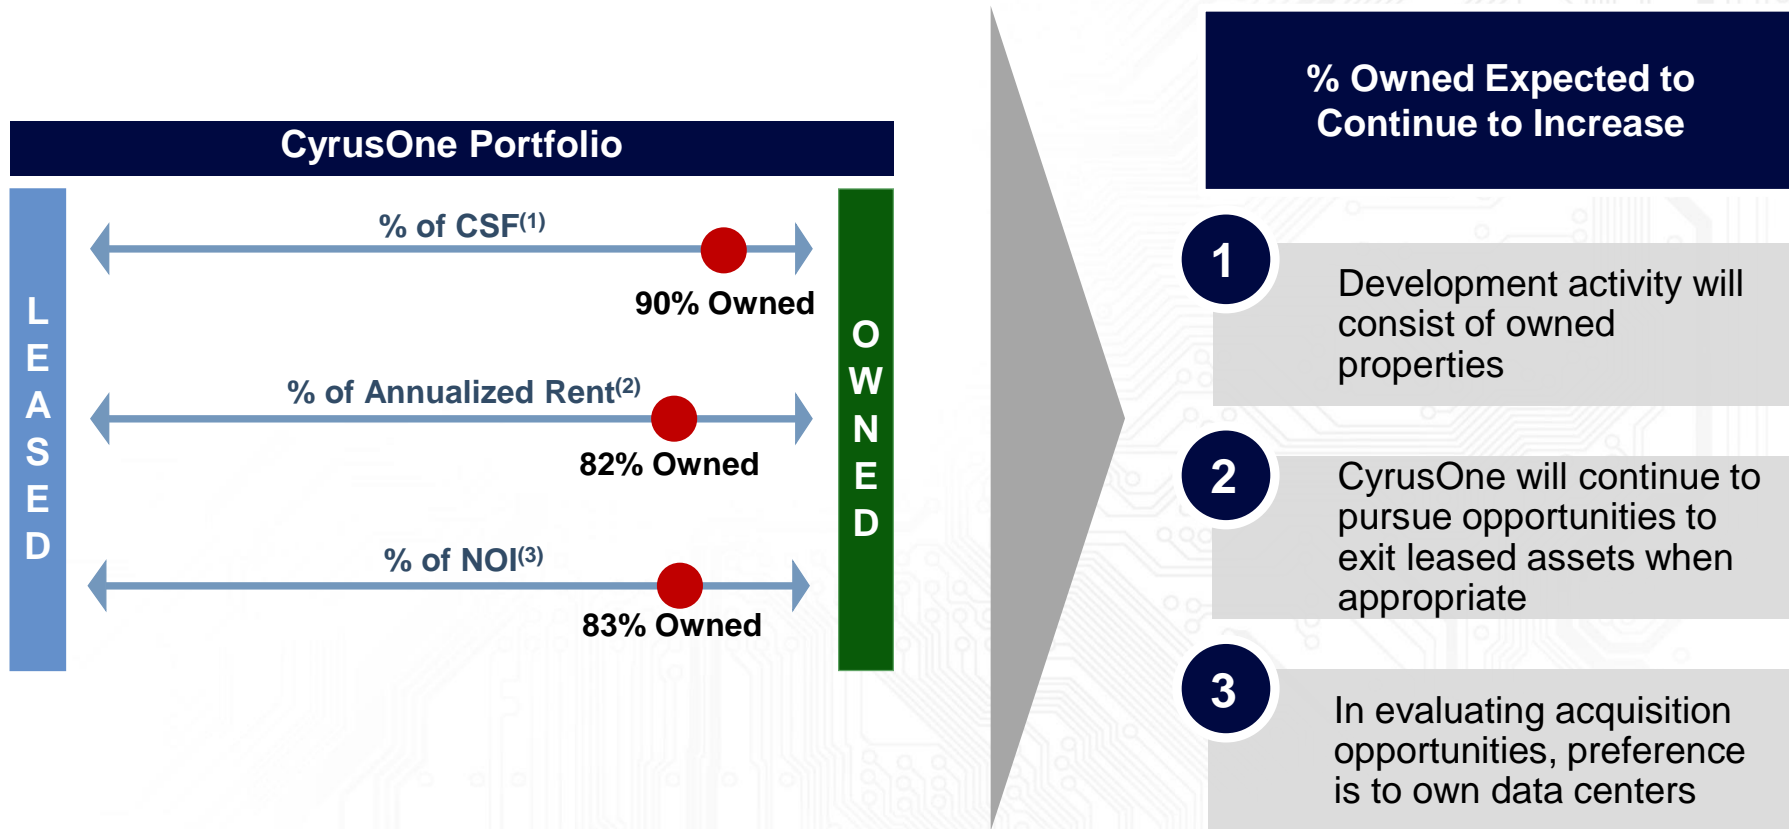 CyrusOne Portfolio
LEASED
% of CSF(1)
90% Owned
% of Annualized Rent(2)
82% Owned
% of NOI(3)
83% Owned
OWNED
% Owned Expected to
Continue to Increase
1
Development activity will
consist of owned
properties
2
CyrusOne will continue to
pursue opportunities to
exit leased assets when
appropriate
3
In evaluating acquisition
opportunities, preference
is to own data centers